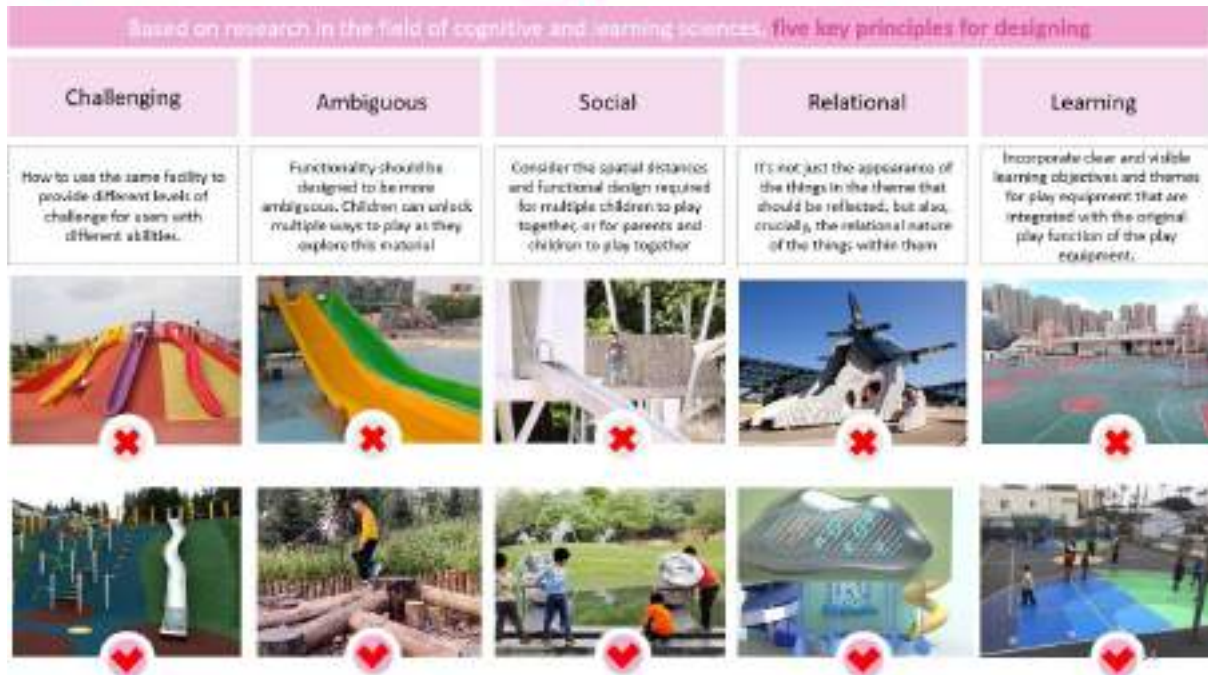 Based on research in the field of cognitive and learning sciences, five key principles for designing
Challenging
Ambiguous
Social
Relational
Learning
How to use the same facility to
provide different levels of
challenge for users with
different abilities.
Functionality should be
designed to be more
ambiguous. Children can unlock
multiple ways to play as they
explore this material
Consider the spatial distances
and functional design required
for multiple children to play
together, or for parents and
children to play together
It's not just the appearance of
the things in the theme that
should be reflected, but also,
crucially, the relational nature
of the things within them
Incorporate clear and visible
learning objectives and themes
for play equipment that are
integrated with the original
play function of the play
equipment.